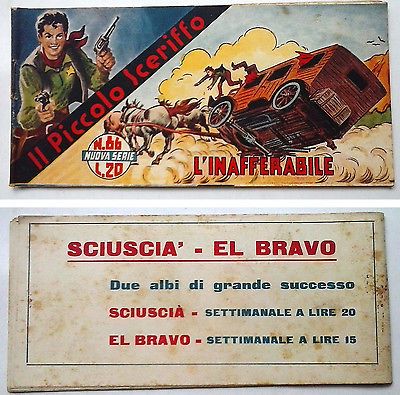 Il Piccolo Sceriffo
N. 66
NUOVA SERIE
L. 20
L'INAFFERABILE
SCIUSCIA' - EL BRAVO
Due albi di grande successo
SCIUSCIÀ - SETTIMANALE A LIRE 20
EL BRAVO - SETTIMANALE A LIRE 15